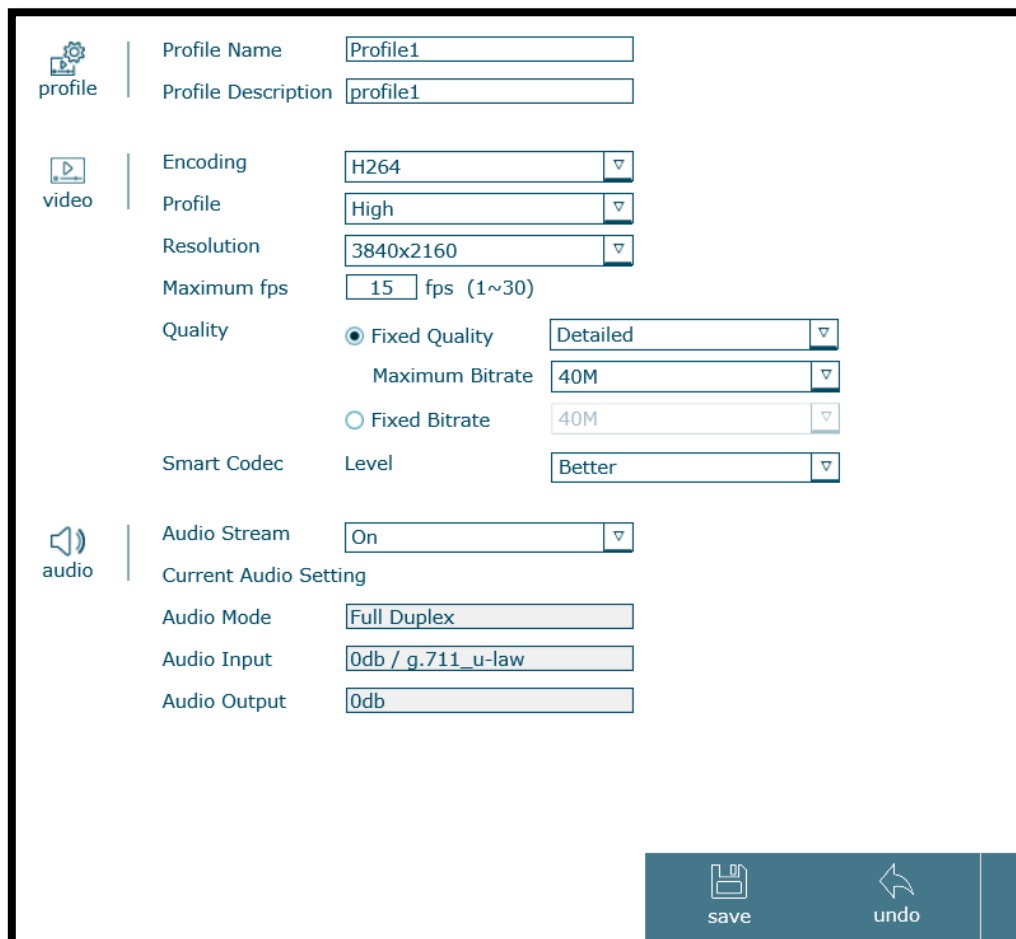 profile
Profile Name Profile1
Profile Description profile1
video
Encoding H264
Profile High
Resolution 3840x2160
Maximum fps 15 fps (1~30)
Quality Fixed Quality Detailed
Maximum Bitrate 40M
Fixed Bitrate 40M
Smart Codec Level Better
audio
Audio Stream On
Current Audio Setting
Audio Mode Full Duplex
Audio Input 0db / g.711_u-law
Audio Output 0db
save undo